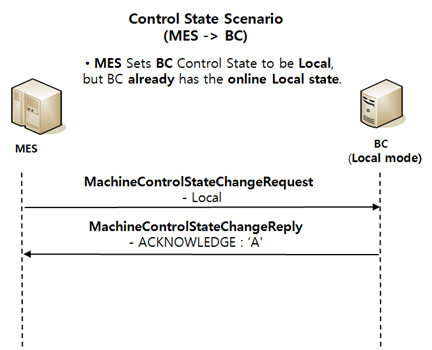 Control State Scenario
(MES -> BC)
• MES Sets BC Control State to be Local,
but BC already has the online Local state.
MES
BC
(Local mode)
MachineControlStateChangeRequest
- Local
MachineControlStateChangeReply
- ACKNOWLEDGE : 'A'